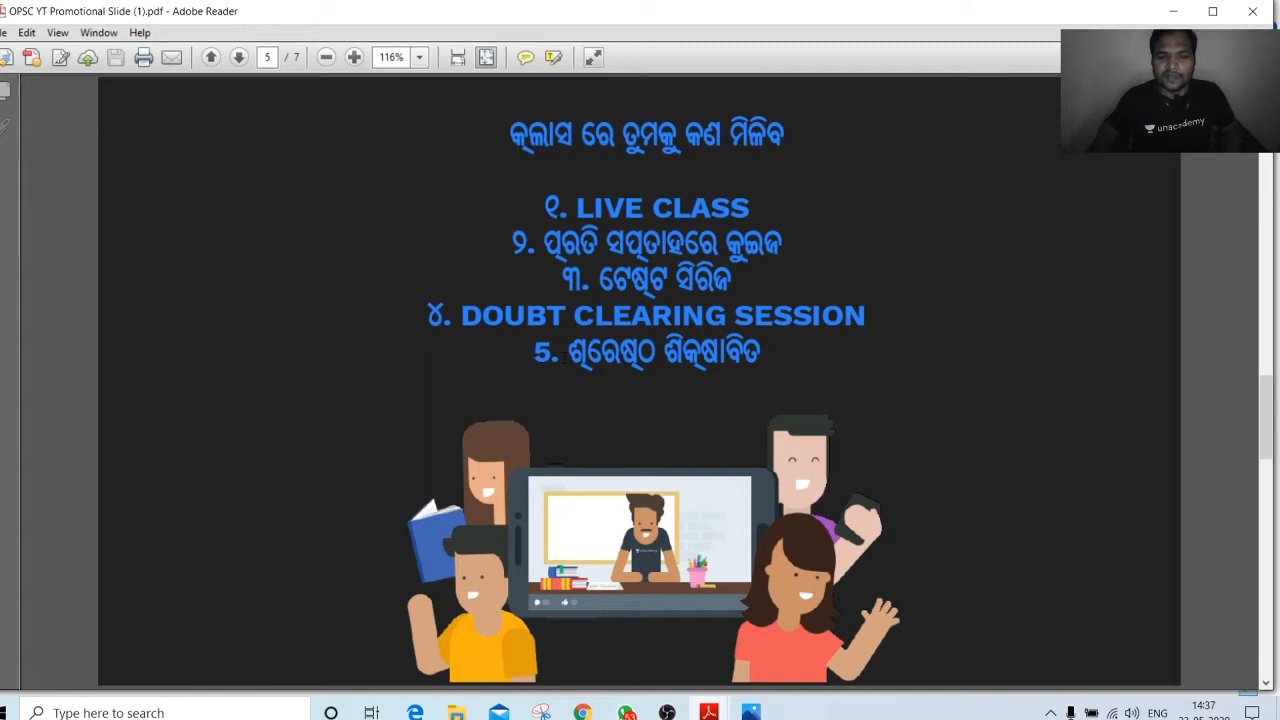 OPSC YT Promotional Slide (1).pdf - Adobe Reader
Edit View Window Help
5 / 7 116%
unacademy
କ୍ଲାସ ରେ ତୁମକୁ କଣ ମିଳିବ
୧. LIVE CLASS
୨. ପ୍ରତି ସପ୍ତାହରେ କୁଇଜ
୩. ଟେଷ୍ଟ ସିରିଜ
୪. DOUBT CLEARING SESSION
5. ଶ୍ରେଷ୍ଠ ଶିକ୍ଷାବିତ
unacademy
Type here to search
53
ENG
14:37